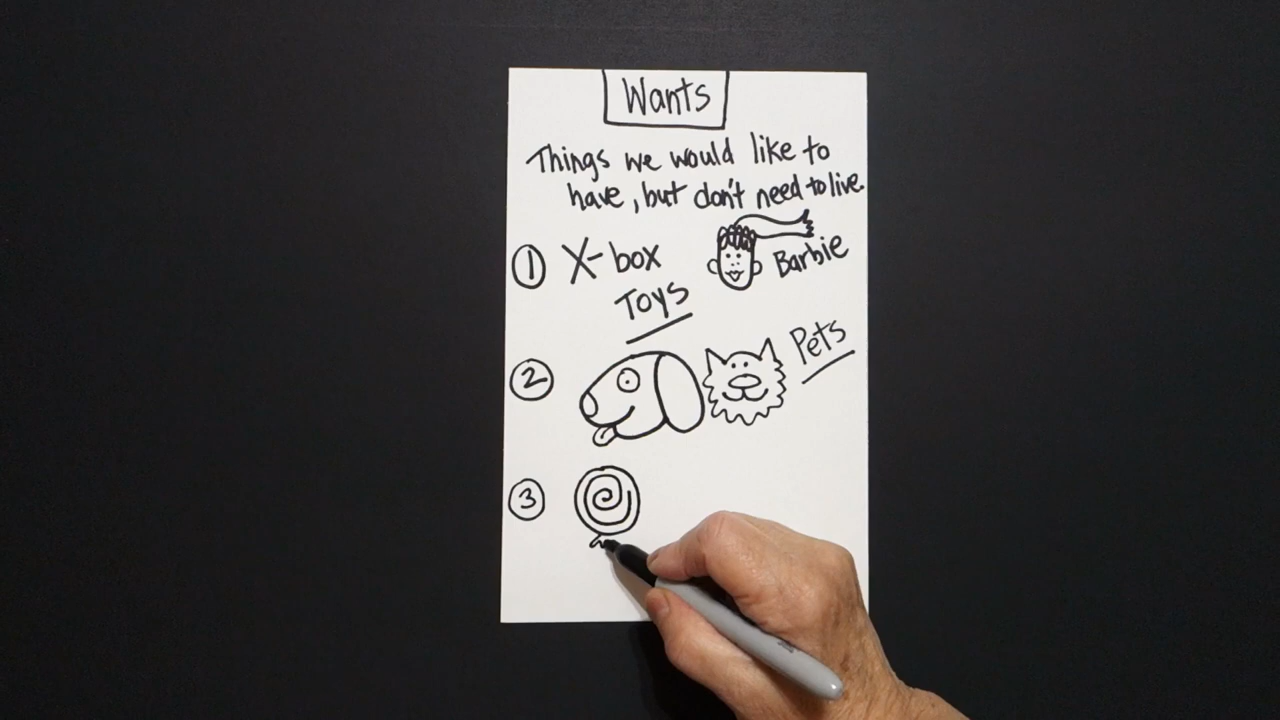 Wants
Things we would like to
have, but don't need to live.
① X-box
Barbie
Toys
② Pets
③